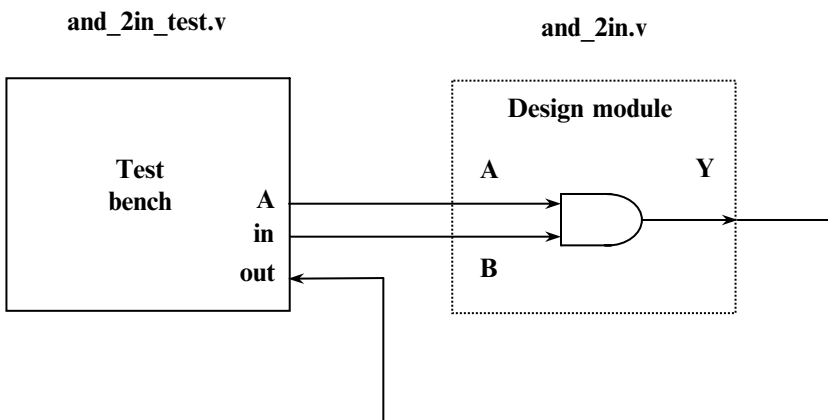 and_2in_test.v
and_2in.v
Test
bench
A
in
out
Design module
A
Y
B